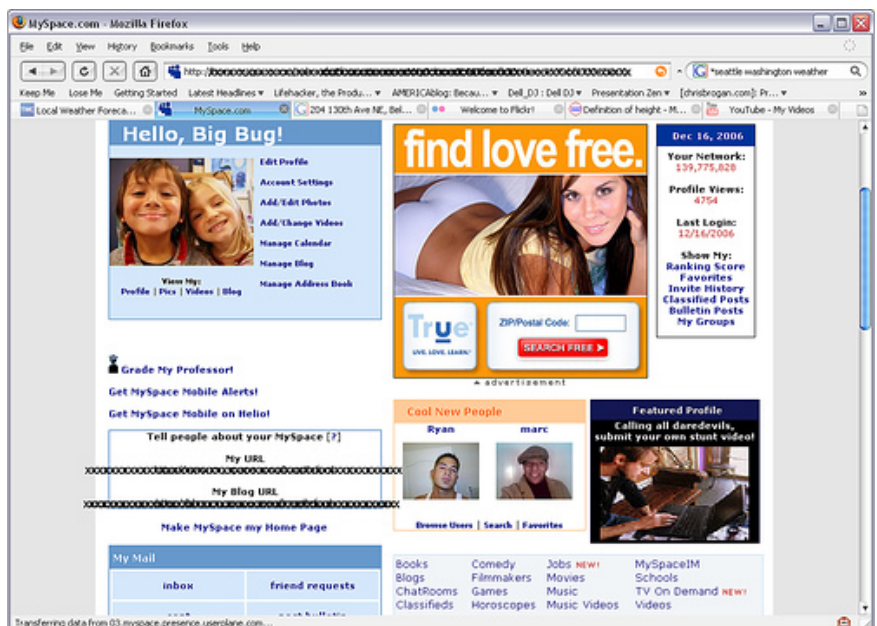 MySpace.com - Mozilla Firefox
File Edit View History Bookmarks Tools Help
http://
*seattle washington weather
Keep Me Lose Me Getting Started Latest Headlines Lifehacker, the Produ... AMERICAblog: Becau... Dell_DJ : Dell DJ Presentation Zen [chrisbrogan.com]: Pr...
Local Weather Foreca... MySpace.com 204 130th Ave NE, Bel... Welcome to Flickr! Definition of height - M... YouTube - My Videos
Hello, Big Bug!
Edit Profile
Account Settings
Add/Edit Photos
Add/Change Videos
Manage Calendar
Manage Blog
Manage Address Book
View My:
Profile | Pics | Videos | Blog
find love free.
True
LIVE. LOVE. LEARN.
ZIP/Postal Code:
SEARCH FREE
advertisement
Dec 16, 2006
Your Network:
139,775,828
Profile Views:
4754
Last Login:
12/16/2006
Show My:
Ranking Score
Favorites
Invite History
Classified Posts
Bulletin Posts
My Groups
Grade My Professor!
Get MySpace Mobile Alerts!
Get MySpace Mobile on Helio!
Tell people about your MySpace [?]
My URL
My Blog URL
Make MySpace my Home Page
Cool New People
Ryan marc
Browse Users | Search | Favorites
Featured Profile
Calling all daredevils,
submit your own stunt video!
My Mail
inbox friend requests
sent post bulletin
Books Comedy Jobs NEW! MySpaceIM
Blogs Filmmakers Movies Schools
ChatRooms Games Music TV On Demand NEW!
Classifieds Horoscopes Music Videos Videos
Transferring data from 03.myspace.presence.userplane.com...